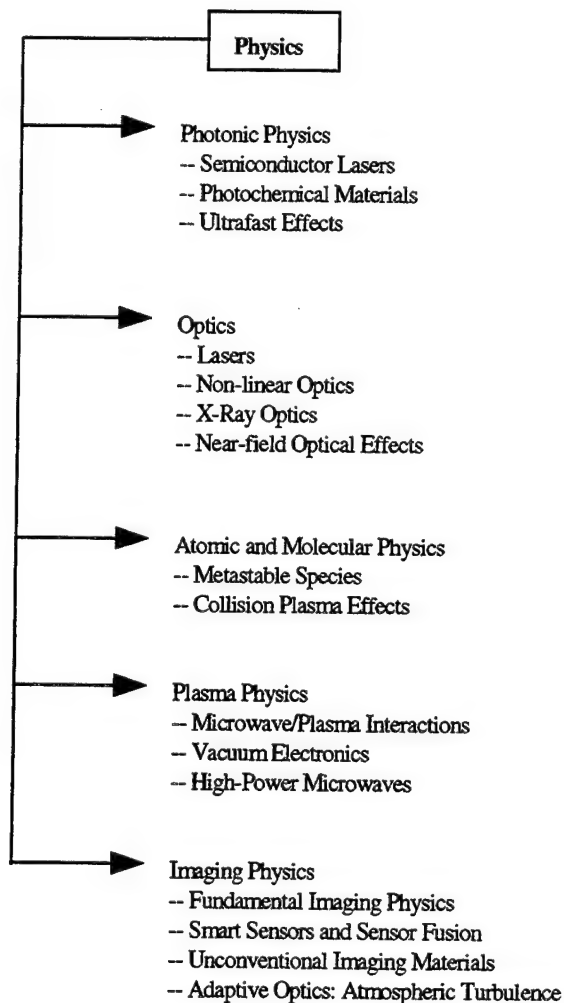 Physics
Photonic Physics
-- Semiconductor Lasers
-- Photochemical Materials
-- Ultrafast Effects
Optics
-- Lasers
-- Non-linear Optics
-- X-Ray Optics
-- Near-field Optical Effects
Atomic and Molecular Physics
-- Metastable Species
-- Collision Plasma Effects
Plasma Physics
-- Microwave/Plasma Interactions
-- Vacuum Electronics
-- High-Power Microwaves
Imaging Physics
-- Fundamental Imaging Physics
-- Smart Sensors and Sensor Fusion
-- Unconventional Imaging Materials
-- Adaptive Optics: Atmospheric Turbulence